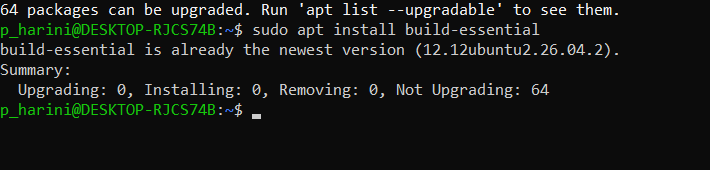 64 packages can be upgraded. Run 'apt list --upgradable' to see them.
p_harini@DESKTOP-RJCS74B:~$ sudo apt install build-essential
build-essential is already the newest version (12.12ubuntu2.26.04.2).
Summary:
  Upgrading: 0, Installing: 0, Removing: 0, Not Upgrading: 64
p_harini@DESKTOP-RJCS74B:~$